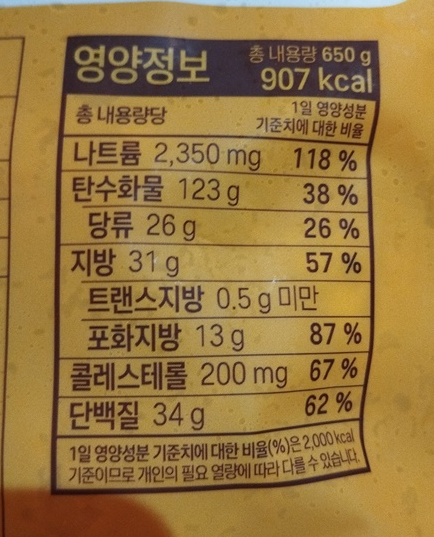 영양정보 총 내용량 650 g
907 kcal
총 내용량당 1일 영양성분
기준치에 대한 비율
나트륨 2,350 mg 118 %
탄수화물 123 g 38 %
당류 26 g 26 %
지방 31 g 57 %
트랜스지방 0.5 g 미만
포화지방 13 g 87 %
콜레스테롤 200 mg 67 %
단백질 34 g 62 %
1일 영양성분 기준치에 대한 비율(%)은 2,000 kcal
기준이므로 개인의 필요 열량에 따라 다를 수 있습니다.